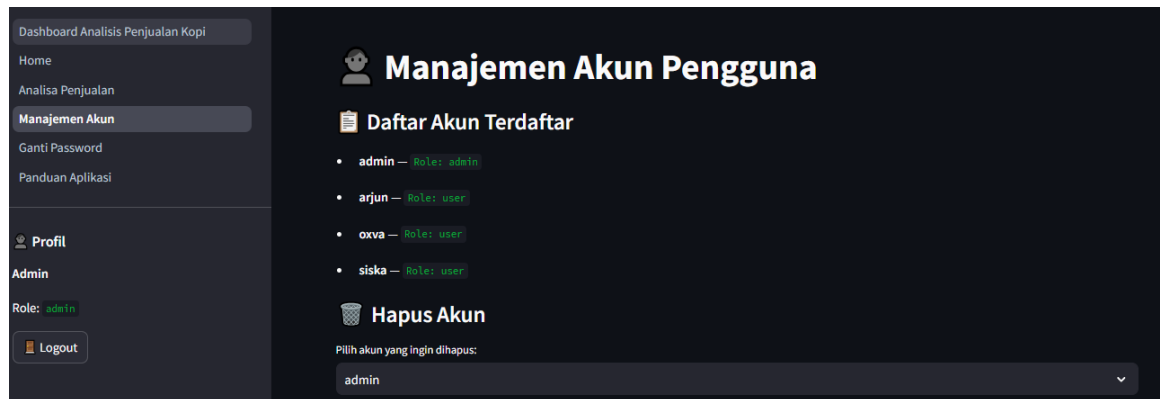 Dashboard Analisis Penjualan Kopi
Home
Analisa Penjualan
Manajemen Akun
Ganti Password
Panduan Aplikasi
Profil
Admin
Role: admin
Logout
Manajemen Akun Pengguna
Daftar Akun Terdaftar
admin — Role: admin
arjun — Role: user
oxva — Role: user
siska — Role: user
Hapus Akun
Pilih akun yang ingin dihapus:
admin